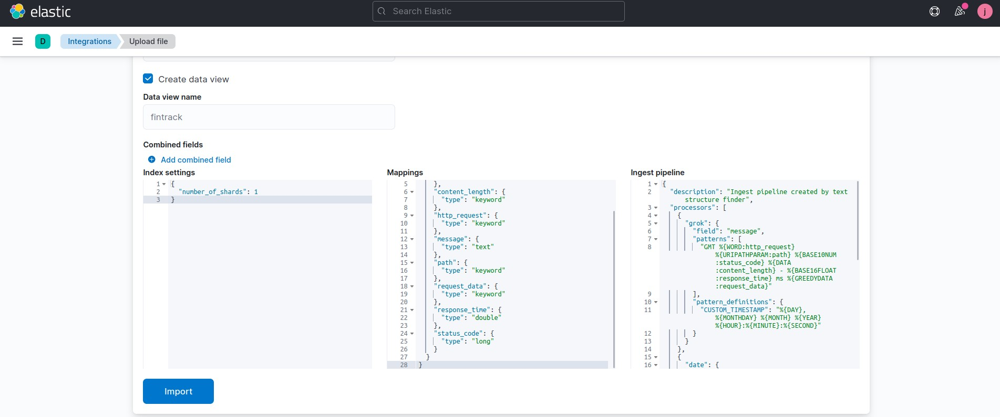 elastic
Search Elastic
j
D
Integrations
Upload file
Create data view
Data view name
fintrack
Combined fields
Add combined field
Index settings
1 {
2 "number_of_shards": 1
3 }
Mappings
5 },
6 "content_length": {
7 "type": "keyword"
8 },
9 "http_request": {
10 "type": "keyword"
11 },
12 "message": {
13 "type": "text"
14 },
15 "path": {
16 "type": "keyword"
17 },
18 "request_data": {
19 "type": "keyword"
20 },
21 "response_time": {
22 "type": "double"
23 },
24 "status_code": {
25 "type": "long"
26 }
27 }
28 }
Ingest pipeline
1 {
2 "description": "Ingest pipeline created by text
structure finder",
3 "processors": [
4 {
5 "grok": {
6 "field": "message",
7 "patterns": [
8 "GMT %{WORD:http_request}
%{URIPATHPARAM:path} %{BASE10NUM
:status_code} %{DATA
:content_length} - %{BASE16FLOAT
:response_time} ms %{GREEDYDATA
:request_data}"
9 ],
10 "pattern_definitions": {
11 "CUSTOM_TIMESTAMP": "%{DAY},
%{MONTHDAY} %{MONTH} %{YEAR}
%{HOUR}:%{MINUTE}:%{SECOND}"
12 }
13 }
14 },
15 {
16 "date": {
Import